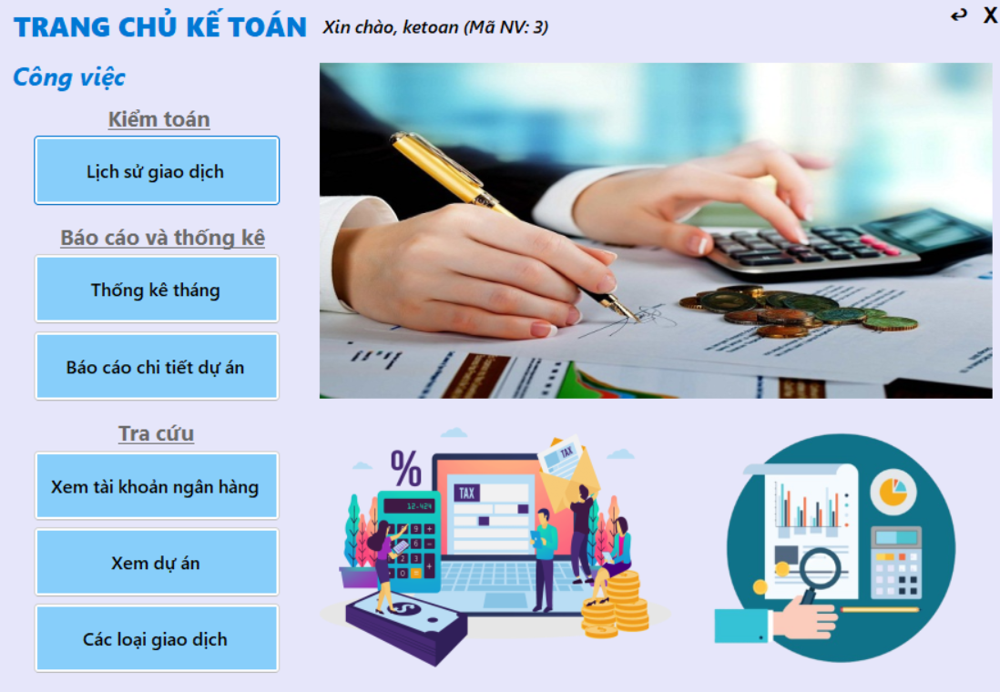 TRANG CHỦ KẾ TOÁN
Xin chào, ketoan (Mã NV: 3)
↩ X
Công việc
Kiểm toán
Lịch sử giao dịch
Báo cáo và thống kê
Thống kê tháng
Báo cáo chi tiết dự án
Tra cứu
Xem tài khoản ngân hàng
Xem dự án
Các loại giao dịch
%
TAX
TAX
12.424